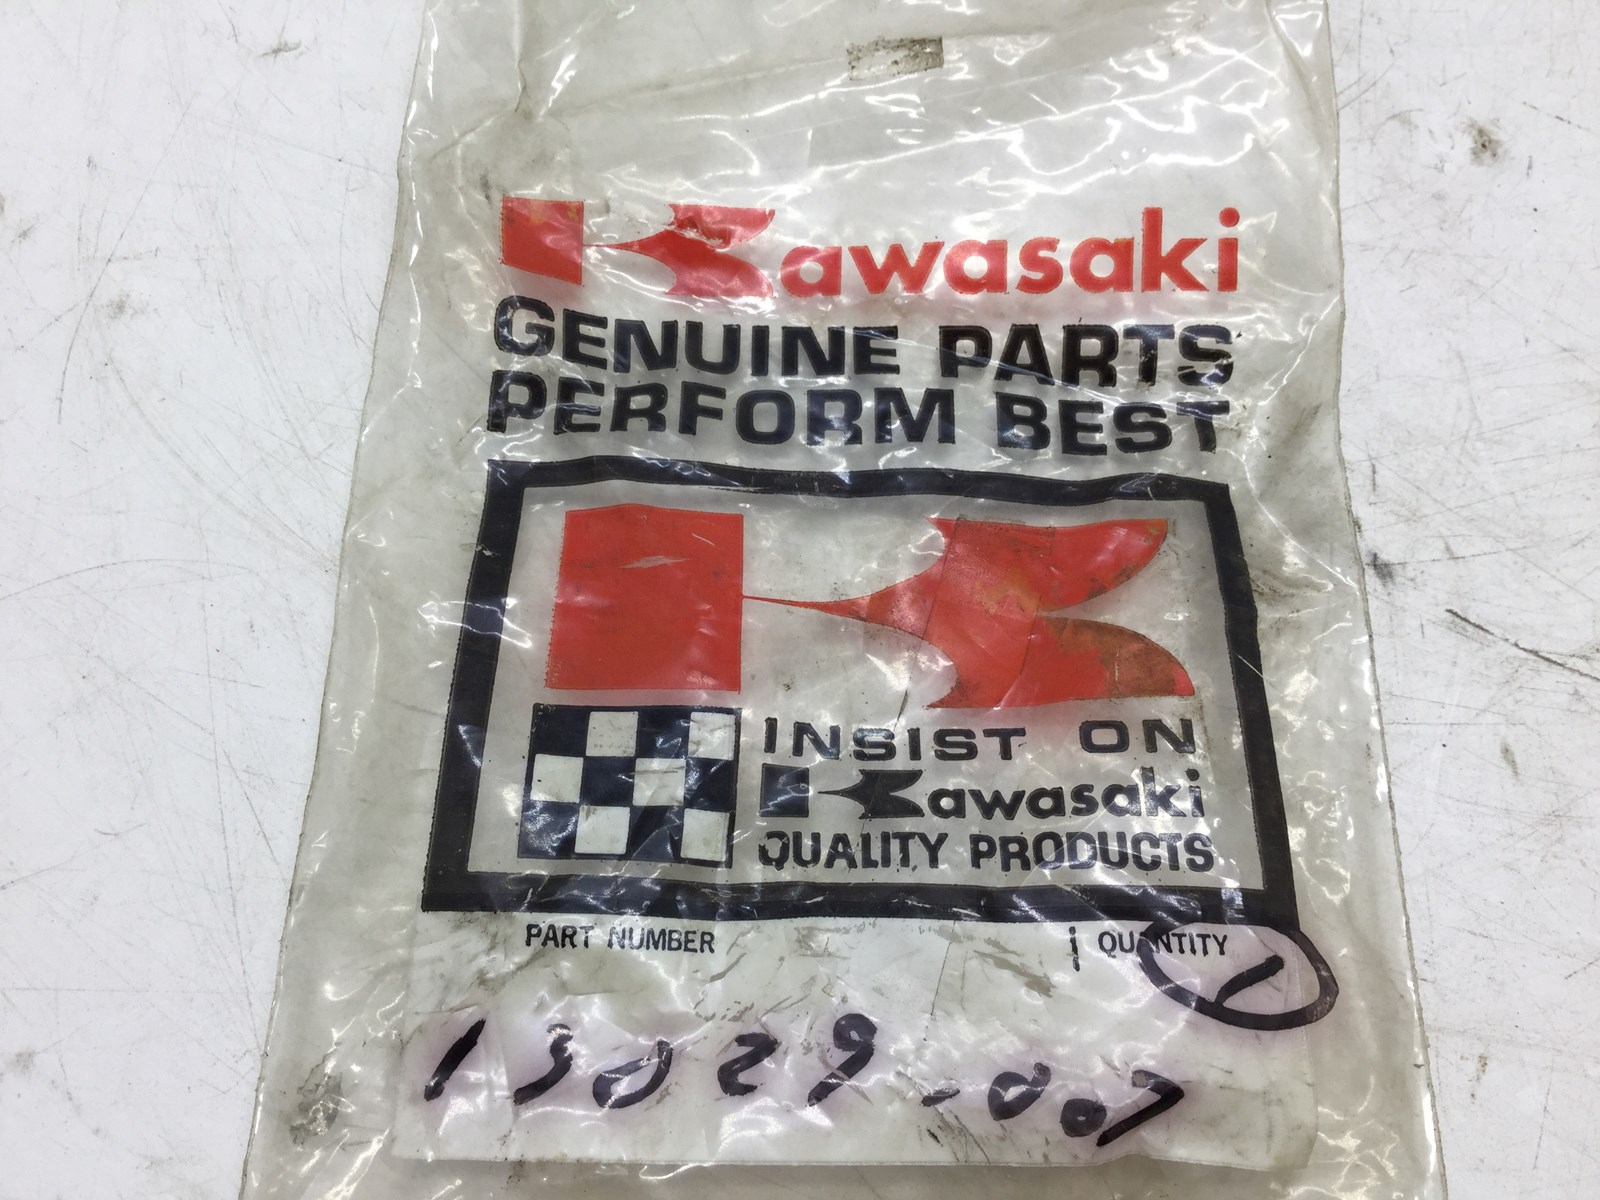 Kawasaki
GENUINE PARTS
PERFORM BEST
INSIST ON
Kawasaki
QUALITY PRODUCTS
PART NUMBER QUANTITY
1
13029-007